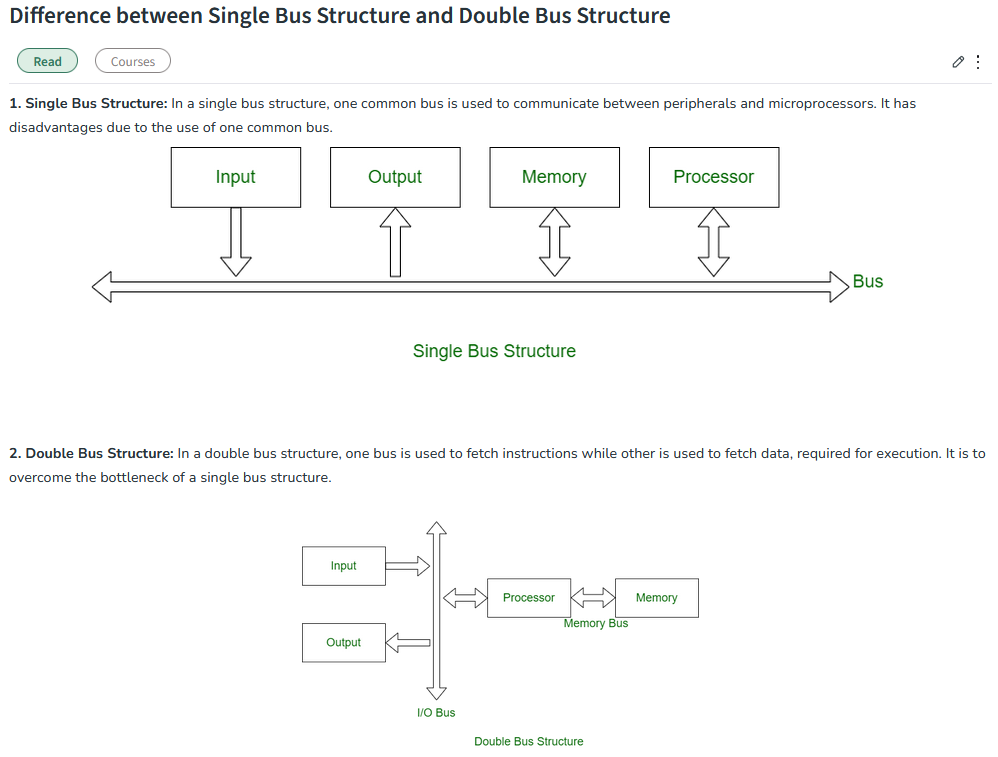 Difference between Single Bus Structure and Double Bus Structure
Read
Courses
1. Single Bus Structure: In a single bus structure, one common bus is used to communicate between peripherals and microprocessors. It has
disadvantages due to the use of one common bus.
Input
Output
Memory
Processor
Bus
Single Bus Structure
2. Double Bus Structure: In a double bus structure, one bus is used to fetch instructions while other is used to fetch data, required for execution. It is to
overcome the bottleneck of a single bus structure.
Input
Processor
Memory
Memory Bus
Output
I/O Bus
Double Bus Structure